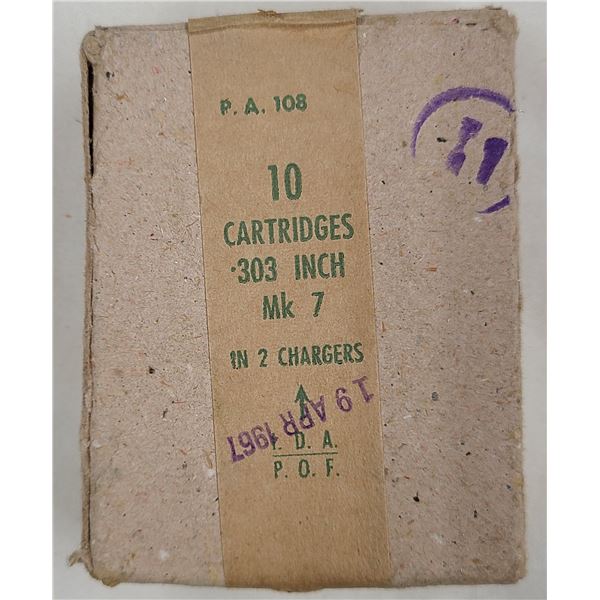 P. A. 108
10
CARTRIDGES
.303 INCH
Mk 7
IN 2 CHARGERS
19 APR 1967
I. D. A.
P. O. F.